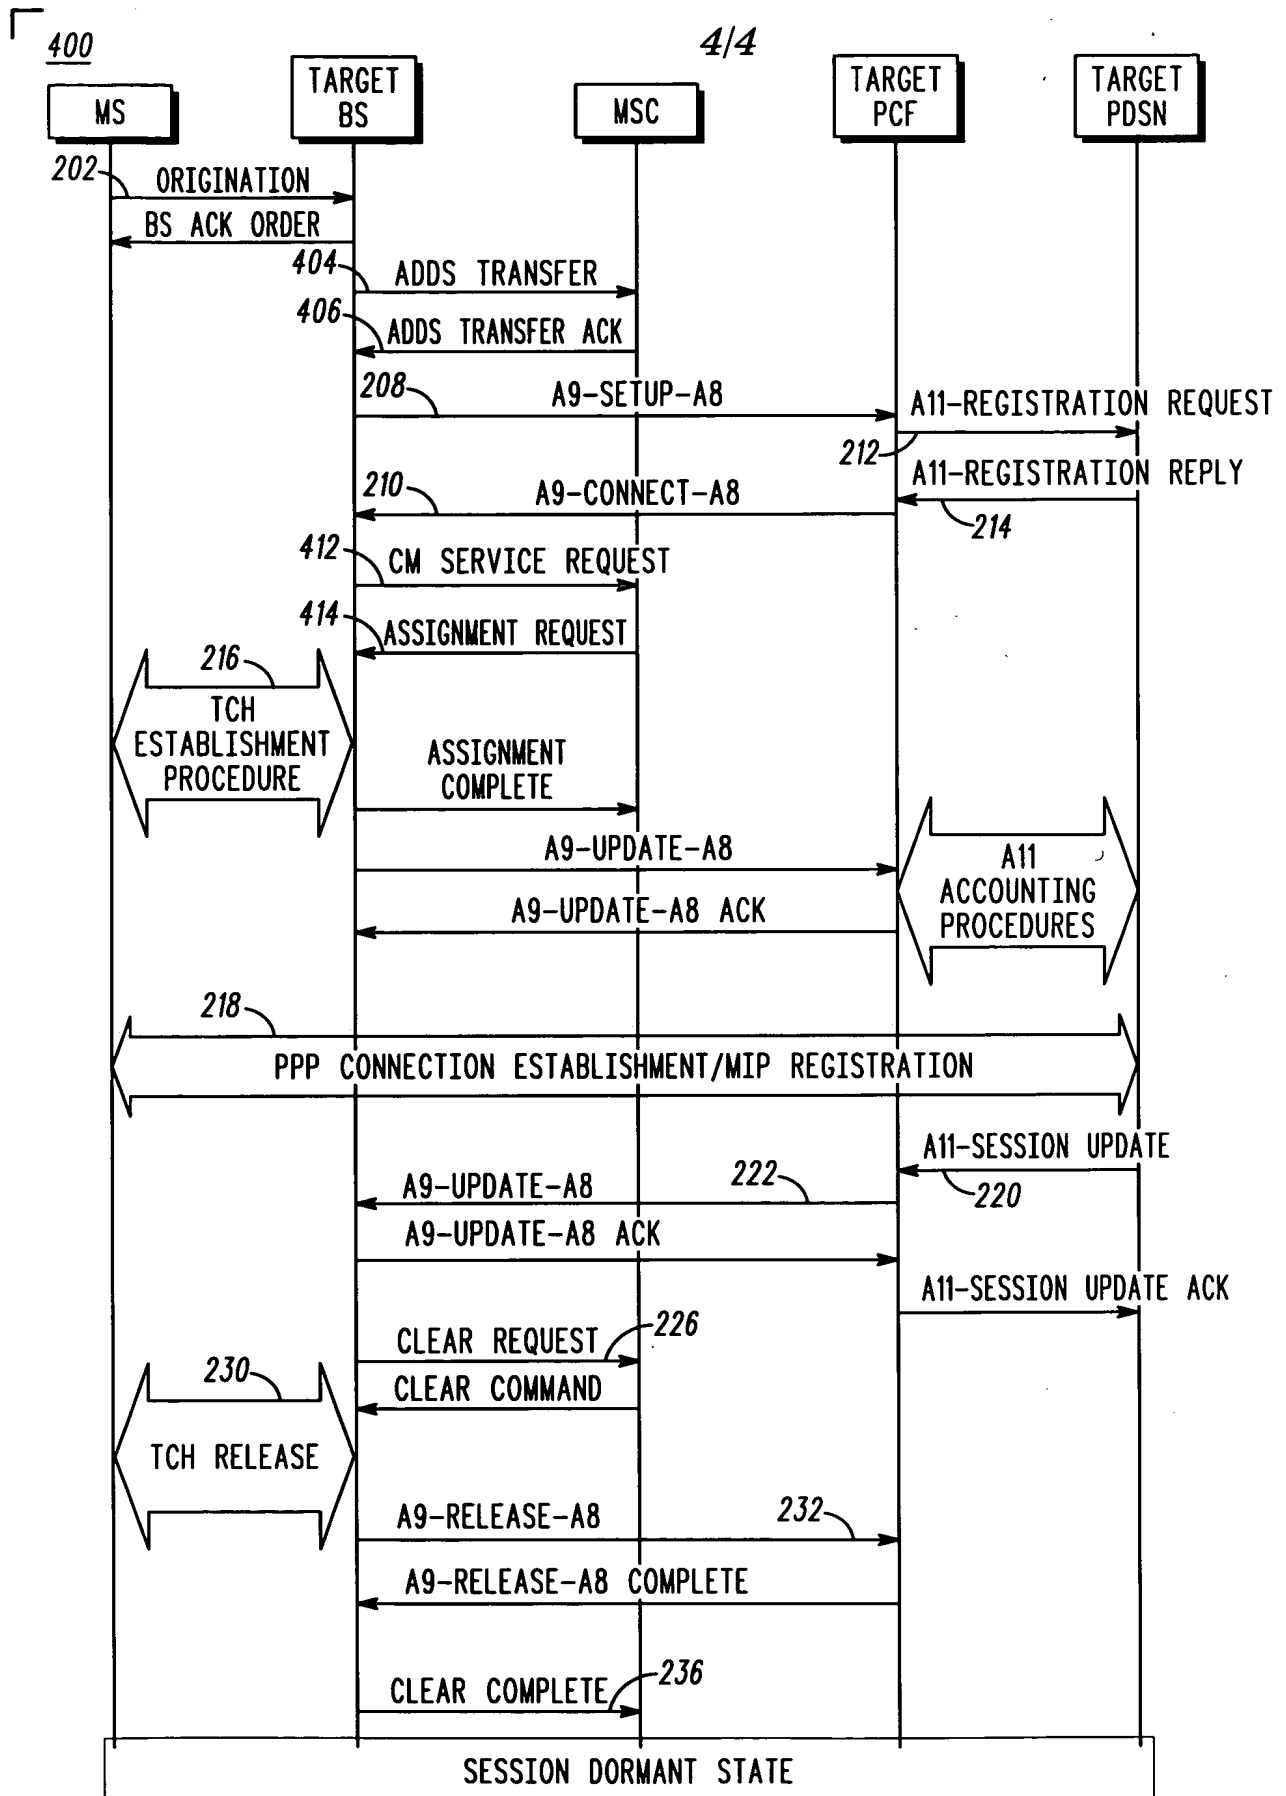 400
4/4
MS
TARGET
BS
MSC
TARGET
PCF
TARGET
PDSN
202
ORIGINATION
BS ACK ORDER
404
ADDS TRANSFER
406
ADDS TRANSFER ACK
208
A9-SETUP-A8
A11-REGISTRATION REQUEST
212
A11-REGISTRATION REPLY
210
A9-CONNECT-A8
214
412
CM SERVICE REQUEST
414
ASSIGNMENT REQUEST
216
TCH
ESTABLISHMENT
PROCEDURE
ASSIGNMENT
COMPLETE
A9-UPDATE-A8
A11
ACCOUNTING
PROCEDURES
A9-UPDATE-A8 ACK
218
PPP CONNECTION ESTABLISHMENT/MIP REGISTRATION
A11-SESSION UPDATE
220
A9-UPDATE-A8
222
A9-UPDATE-A8 ACK
A11-SESSION UPDATE ACK
CLEAR REQUEST
226
CLEAR COMMAND
230
TCH RELEASE
A9-RELEASE-A8
232
A9-RELEASE-A8 COMPLETE
CLEAR COMPLETE
236
SESSION DORMANT STATE